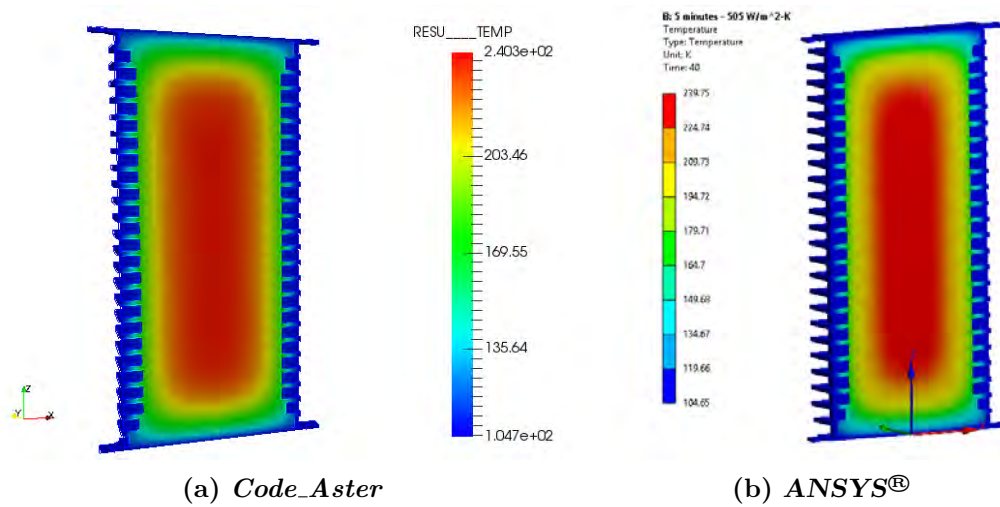 RESU____TEMP
2.403e+02
203.46
169.55
135.64
1.047e+02
Z
Y X
B: 5 minutes - 505 W/m^2-K
Temperature
Type: Temperature
Unit: K
Time: 40
239.75
224.74
209.73
194.72
179.71
164.7
149.68
134.67
119.66
104.65
(a) Code_Aster
(b) ANSYS®